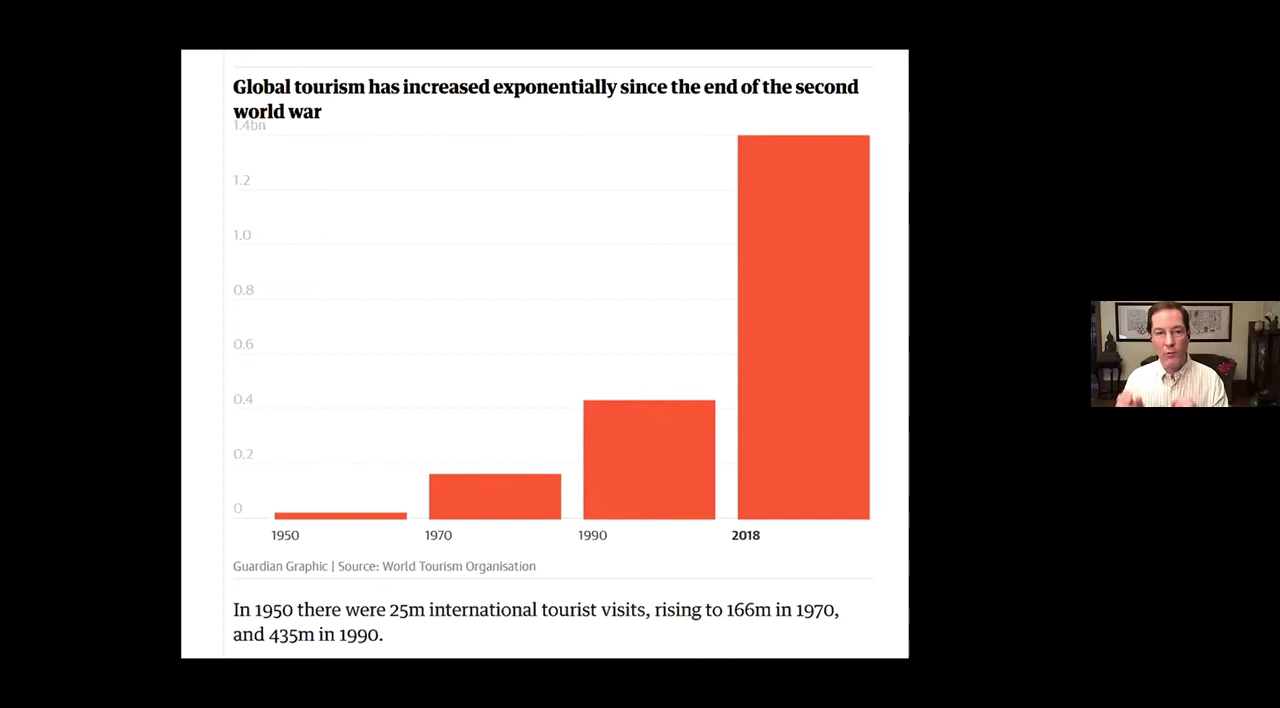 Global tourism has increased exponentially since the end of the second
world war
1.4bn
1.2
1.0
0.8
0.6
0.4
0.2
0
1950 1970 1990 2018
Guardian Graphic | Source: World Tourism Organisation
In 1950 there were 25m international tourist visits, rising to 166m in 1970,
and 435m in 1990.